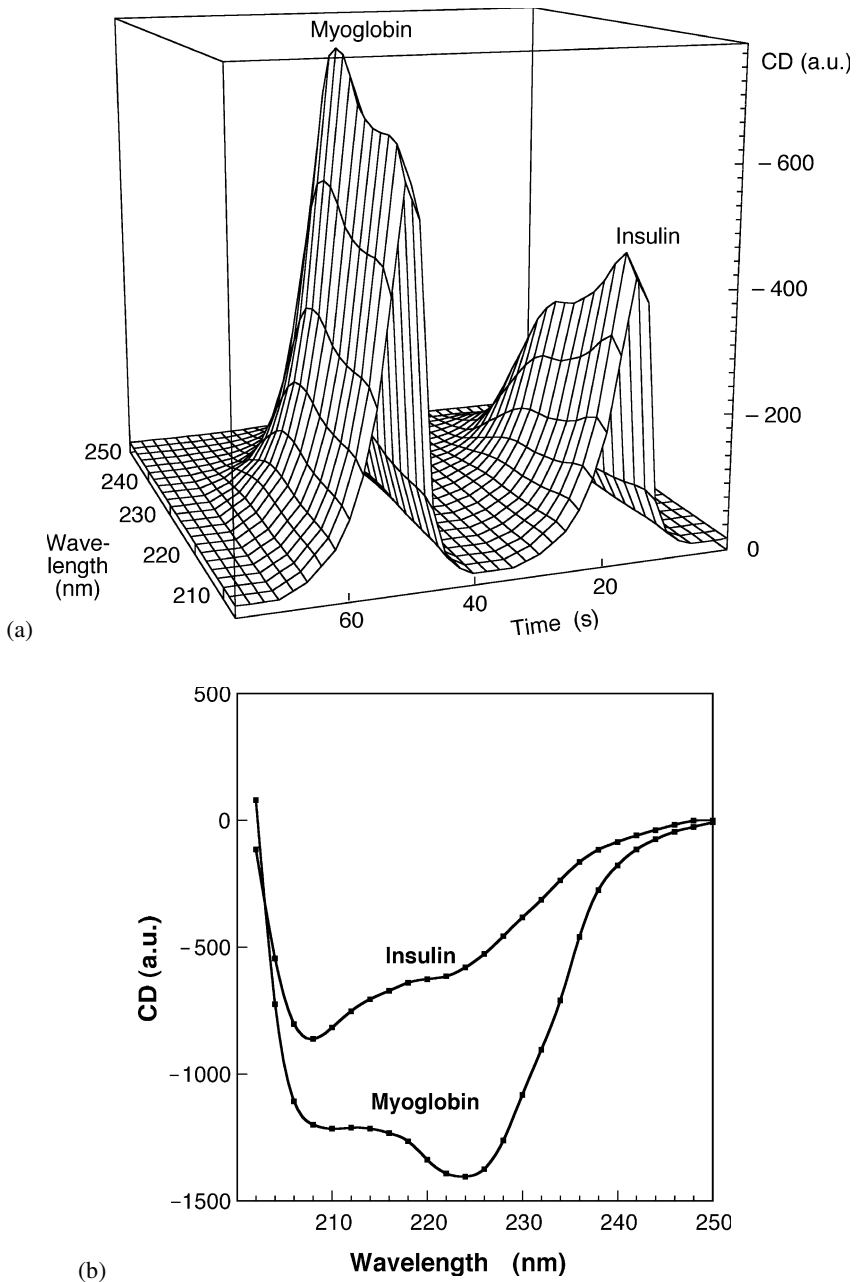 Myoglobin
CD (a.u.)
− 600
Insulin
− 400
− 200
0
250
240
230
220
210
Wave-
length
(nm)
60
40
20
Time (s)
(a)
500
0
−500
−1000
−1500
CD (a.u.)
Insulin
Myoglobin
210
220
230
240
250
Wavelength (nm)
(b)